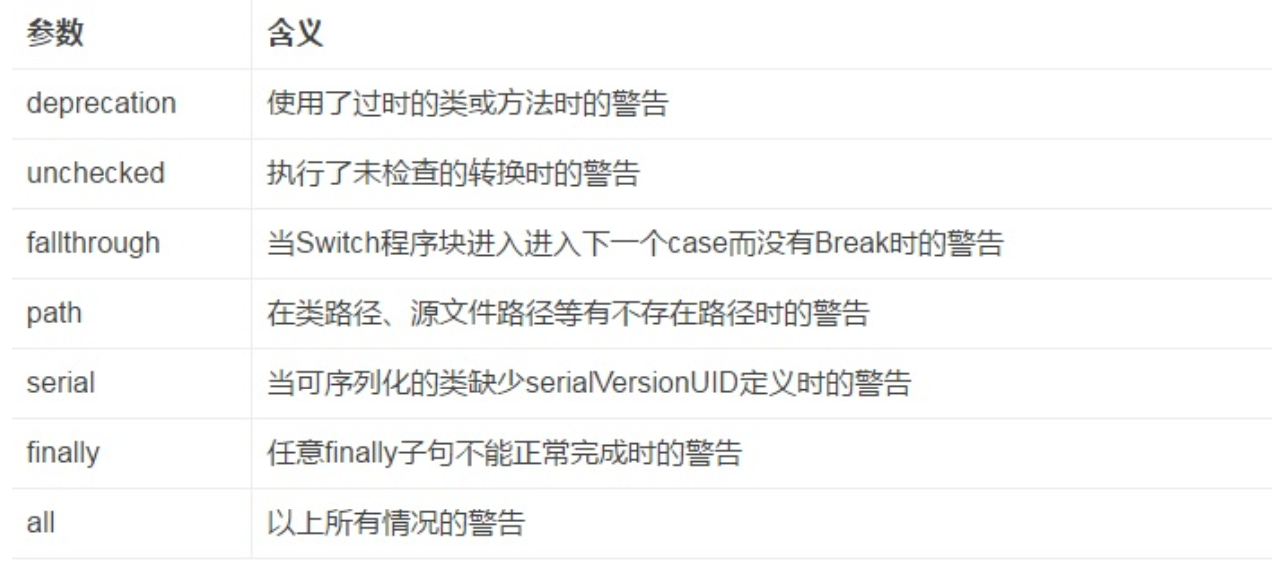 参数 含义
deprecation 使用了过时的类或方法时的警告
unchecked 执行了未检查的转换时的警告
fallthrough 当Switch程序块进入进入下一个case而没有Break时的警告
path 在类路径、源文件路径等有不存在路径时的警告
serial 当可序列化的类缺少serialVersionUID定义时的警告
finally 任意finally子句不能正常完成时的警告
all 以上所有情况的警告